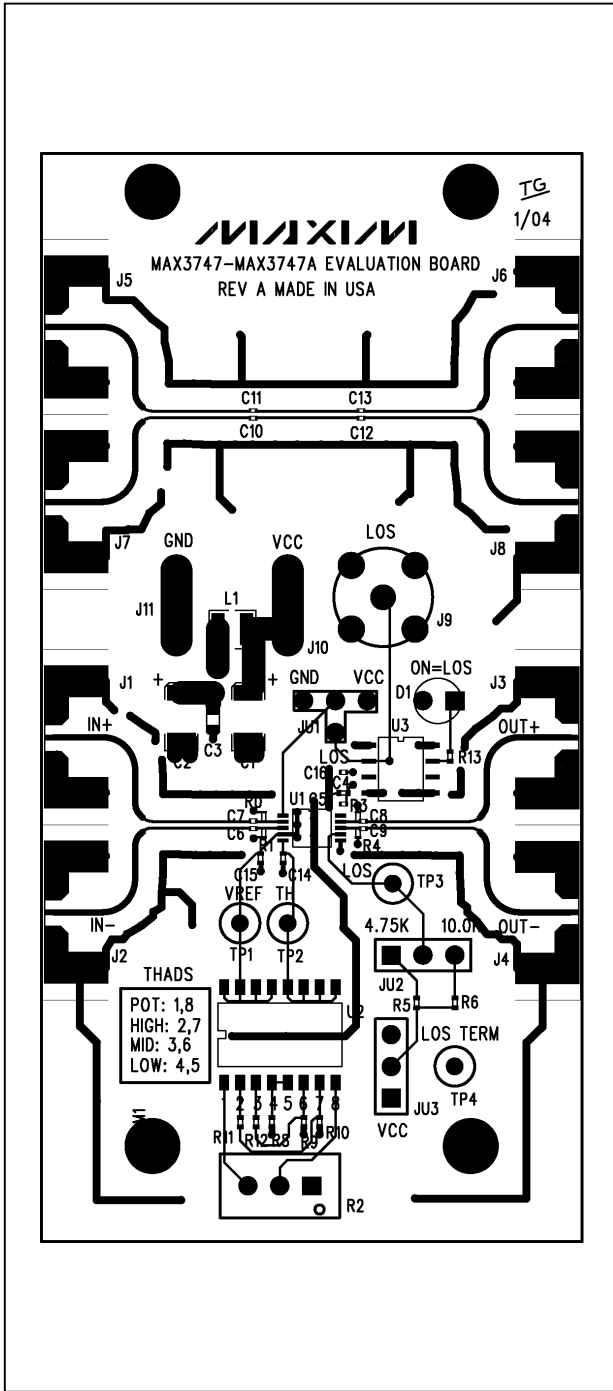 TG
1/04
MAXIM
MAX3747-MAX3747A EVALUATION BOARD
REV A MADE IN USA
J5
J6
C11
C13
C10
C12
J7
J8
GND
VCC
LOS
J11
L1
J10
J9
ON=LOS
J1
+
+
GND
VCC
D1
J3
IN+
JU1
U3
OUT+
C3
C2
C1
LOS
R13
C16
C4
R0
U1
C5
R3
C7
C8
C6
C9
R1
R4
C15
C14
LOS
VREF
TH
TP3
IN-
4.75K
10.0K
OUT-
TP1
TP2
J2
JU2
J4
THADS
R5
R6
POT: 1,8
HIGH: 2,7
MID: 3,6
LOW: 4,5
U2
LOS TERM
TP4
1 2 3 4 5 6 7 8
JU3
M1
VCC
R11
R12
R8
R9
R10
R2